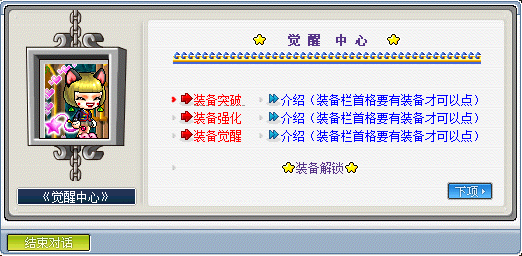 觉醒 中心
装备突破 介绍（装备栏首格要有装备才可以点）
装备强化 介绍（装备栏首格要有装备才可以点）
装备觉醒 介绍（装备栏首格要有装备才可以点）
装备解锁
下项
《觉醒中心》
结束对话